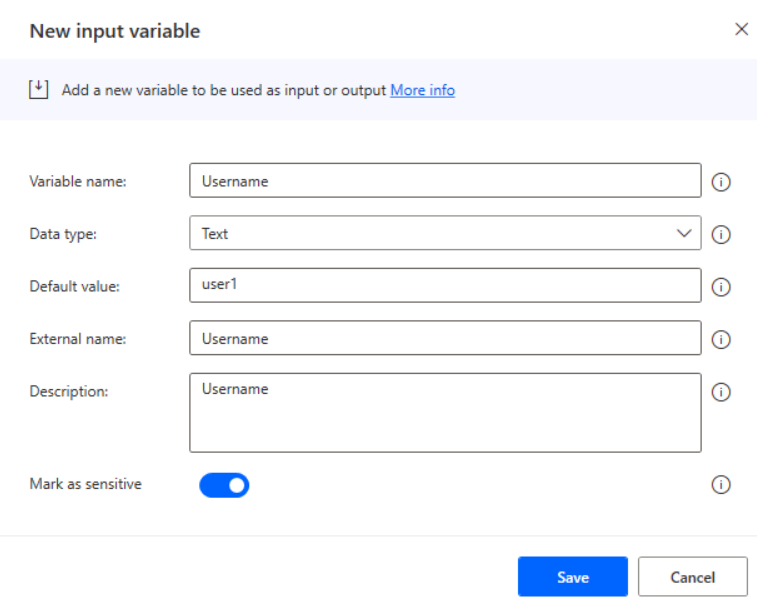 New input variable
Add a new variable to be used as input or output More info
Variable name: Username
Data type: Text
Default value: user1
External name: Username
Description: Username
Mark as sensitive
Save Cancel